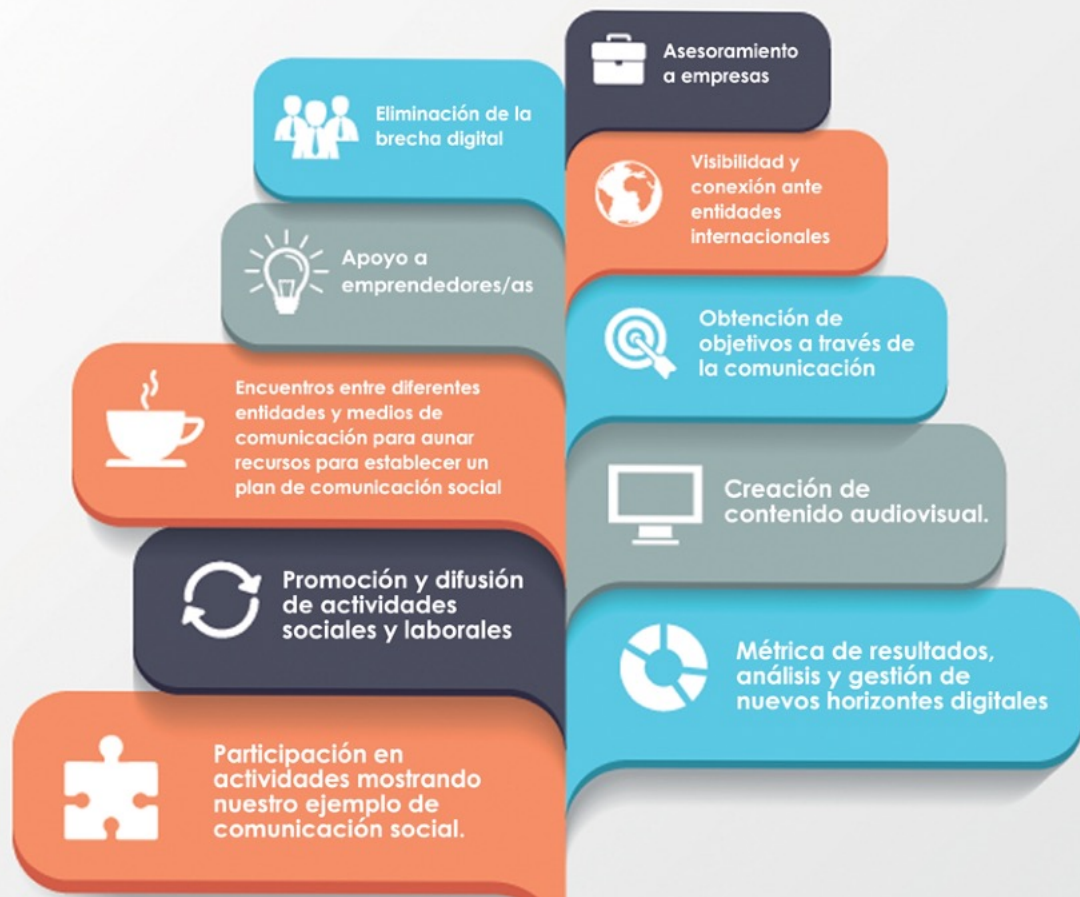 Asesoramiento
a empresas
Eliminación de la
brecha digital
Visibilidad y
conexión ante
entidades
internacionales
Apoyo a
emprendedores/as
Obtención de
objetivos a través de
la comunicación
Encuentros entre diferentes
entidades y medios de
comunicación para aunar
recursos para establecer un
plan de comunicación social
Creación de
contenido audiovisual.
Promoción y difusión
de actividades
sociales y laborales
Métrica de resultados,
análisis y gestión de
nuevos horizontes digitales
Participación en
actividades mostrando
nuestro ejemplo de
comunicación social.